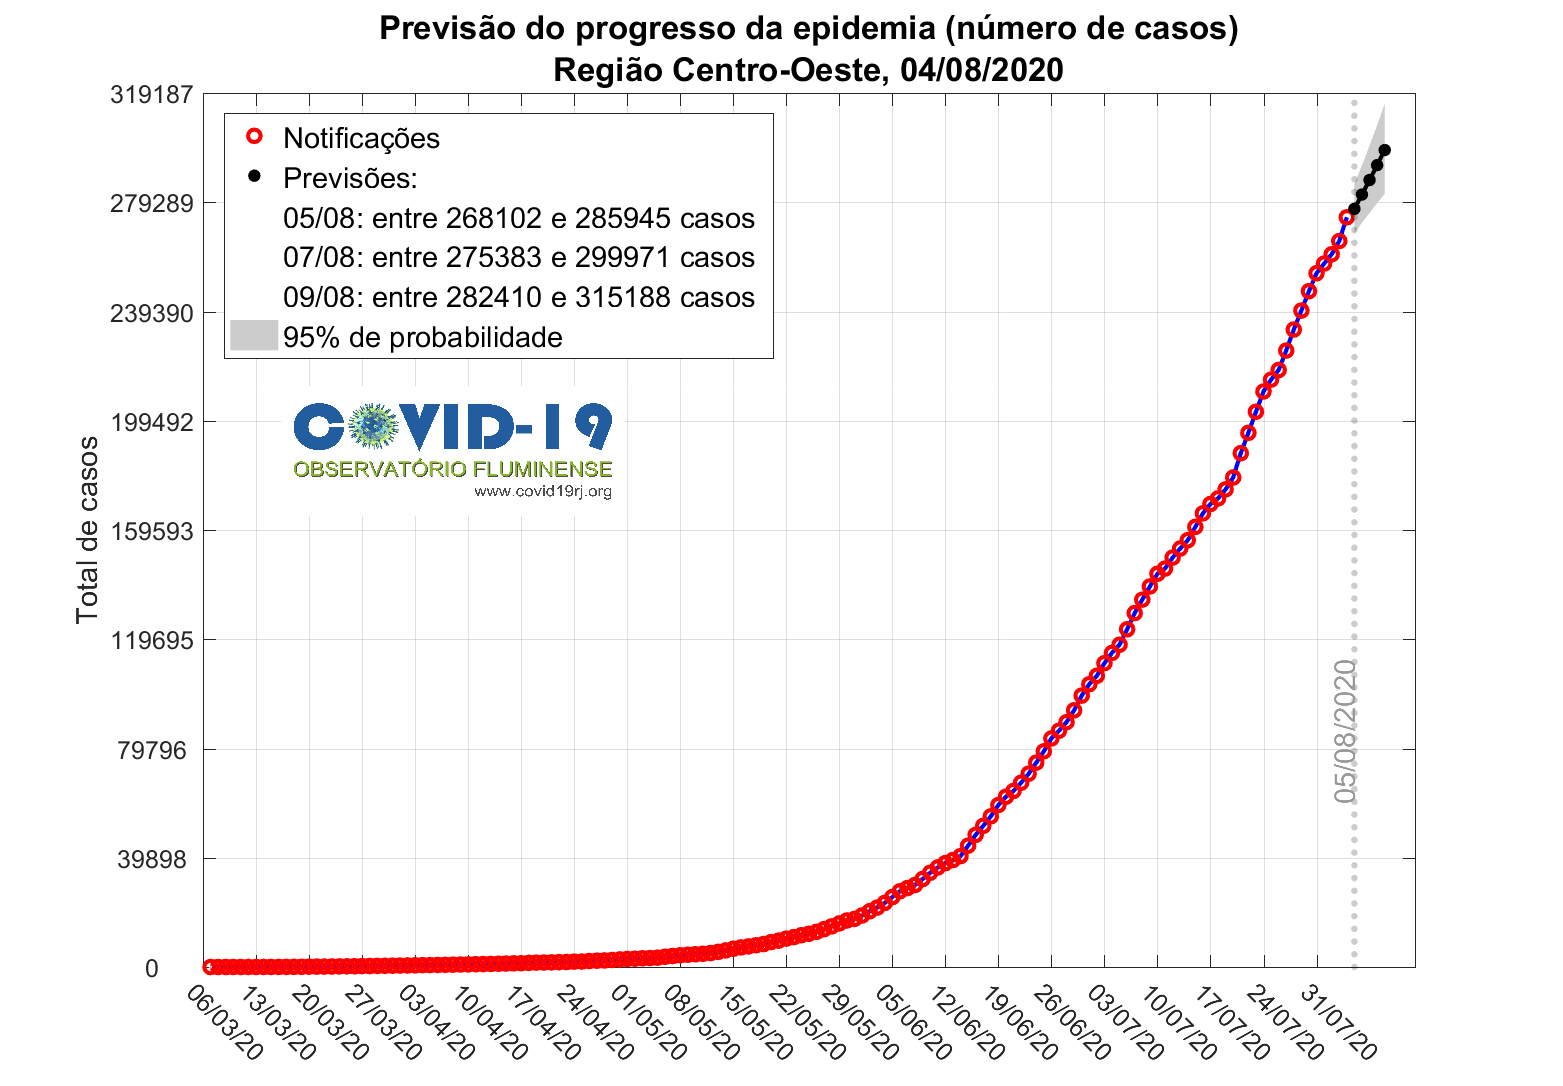 Previsão do progresso da epidemia (número de casos)
Região Centro-Oeste, 04/08/2020
319187
279289
239390
199492
159593
119695
79796
39898
0
Total de casos
Notificações
Previsões:
05/08: entre 268102 e 285945 casos
07/08: entre 275383 e 299971 casos
09/08: entre 282410 e 315188 casos
95% de probabilidade
COVID-19
OBSERVATÓRIO FLUMINENSE
www.covid19rj.org
05/08/2020
06/03/20
13/03/20
20/03/20
27/03/20
03/04/20
10/04/20
17/04/20
24/04/20
01/05/20
08/05/20
15/05/20
22/05/20
29/05/20
05/06/20
12/06/20
19/06/20
26/06/20
03/07/20
10/07/20
17/07/20
24/07/20
31/07/20